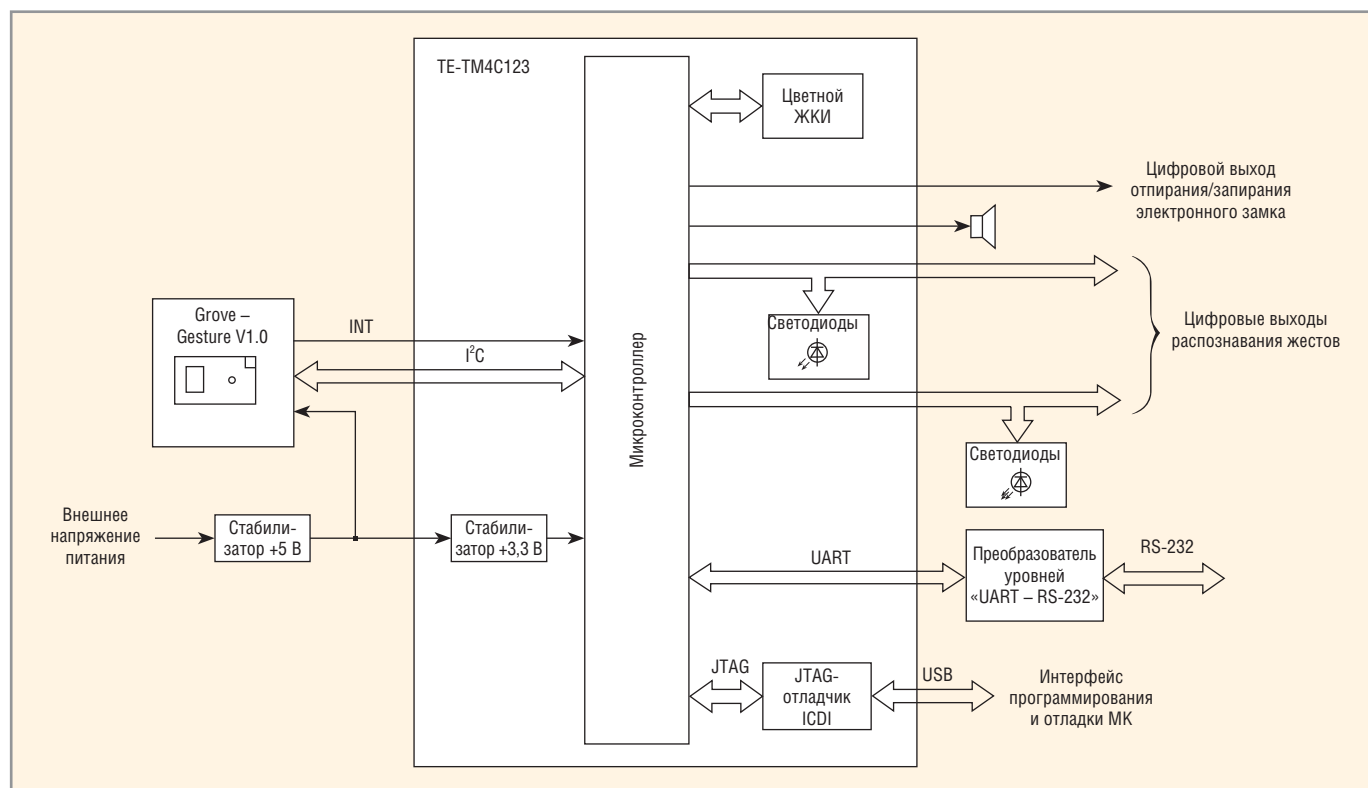 TE-TM4C123
Цветной
ЖКИ
Цифровой выход
отпирания/запирания
электронного замка
Grove –
Gesture V1.0
INT
I²C
Микроконтроллер
Светодиоды
Цифровые выходы
распознавания жестов
Светодиоды
Внешнее
напряжение
питания
Стабили-
затор +5 В
Стабили-
затор +3,3 В
UART
Преобразователь
уровней
«UART – RS-232»
RS-232
JTAG
JTAG-
отладчик
ICDI
USB
Интерфейс
программирования
и отладки МК